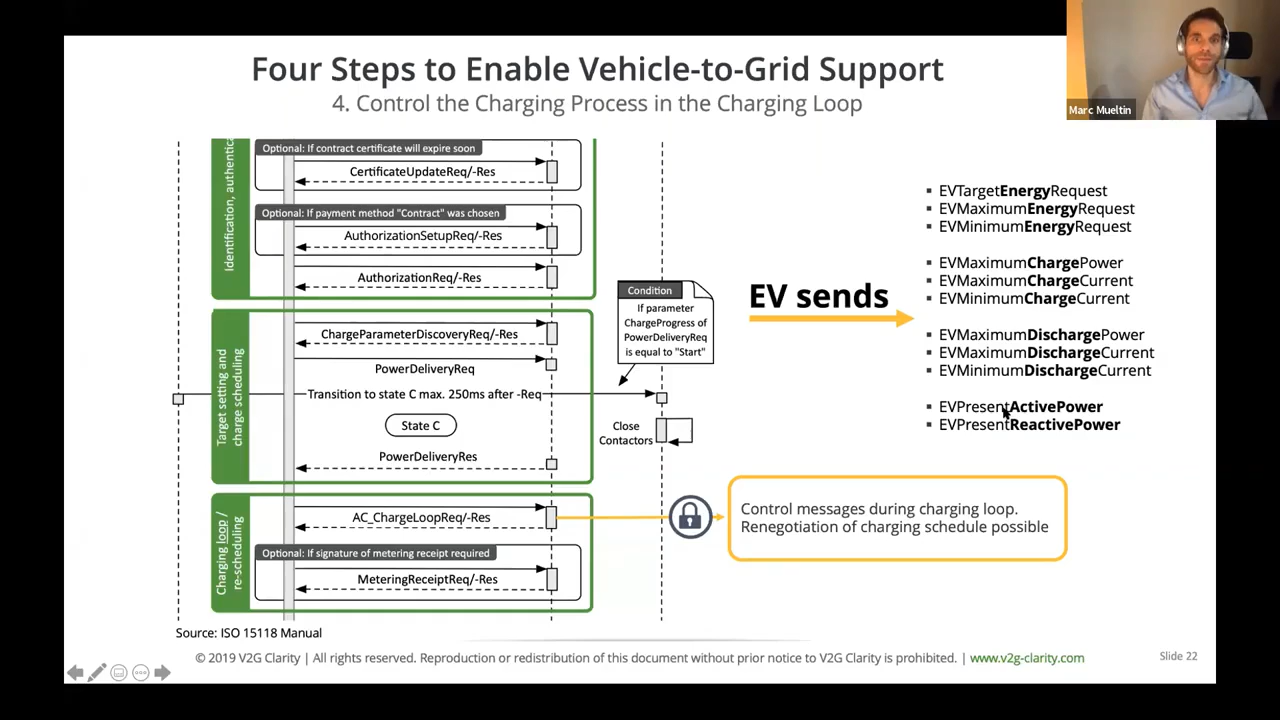 Four Steps to Enable Vehicle-to-Grid Support
4. Control the Charging Process in the Charging Loop
Marc Mueltin
Identification, authentica
Optional: If contract certificate will expire soon
CertificateUpdateReq/-Res
Optional: If payment method "Contract" was chosen
AuthorizationSetupReq/-Res
AuthorizationReq/-Res
Target setting and
charge scheduling
ChargeParameterDiscoveryReq/-Res
PowerDeliveryReq
Transition to state C max. 250ms after -Req
State C
PowerDeliveryRes
Condition
If parameter
ChargeProgress of
PowerDeliveryReq
is equal to "Start"
Close
Contactors
Charging loop /
re-scheduling
AC_ChargeLoopReq/-Res
Optional: If signature of metering receipt required
MeteringReceiptReq/-Res
EV sends
▪ EVTargetEnergyRequest
▪ EVMaximumEnergyRequest
▪ EVMinimumEnergyRequest
▪ EVMaximumChargePower
▪ EVMaximumChargeCurrent
▪ EVMinimumChargeCurrent
▪ EVMaximumDischargePower
▪ EVMaximumDischargeCurrent
▪ EVMinimumDischargeCurrent
▪ EVPresentActivePower
▪ EVPresentReactivePower
Control messages during charging loop.
Renegotiation of charging schedule possible
Source: ISO 15118 Manual
© 2019 V2G Clarity | All rights reserved. Reproduction or redistribution of this document without prior notice to V2G Clarity is prohibited. | www.v2g-clarity.com
Slide 22